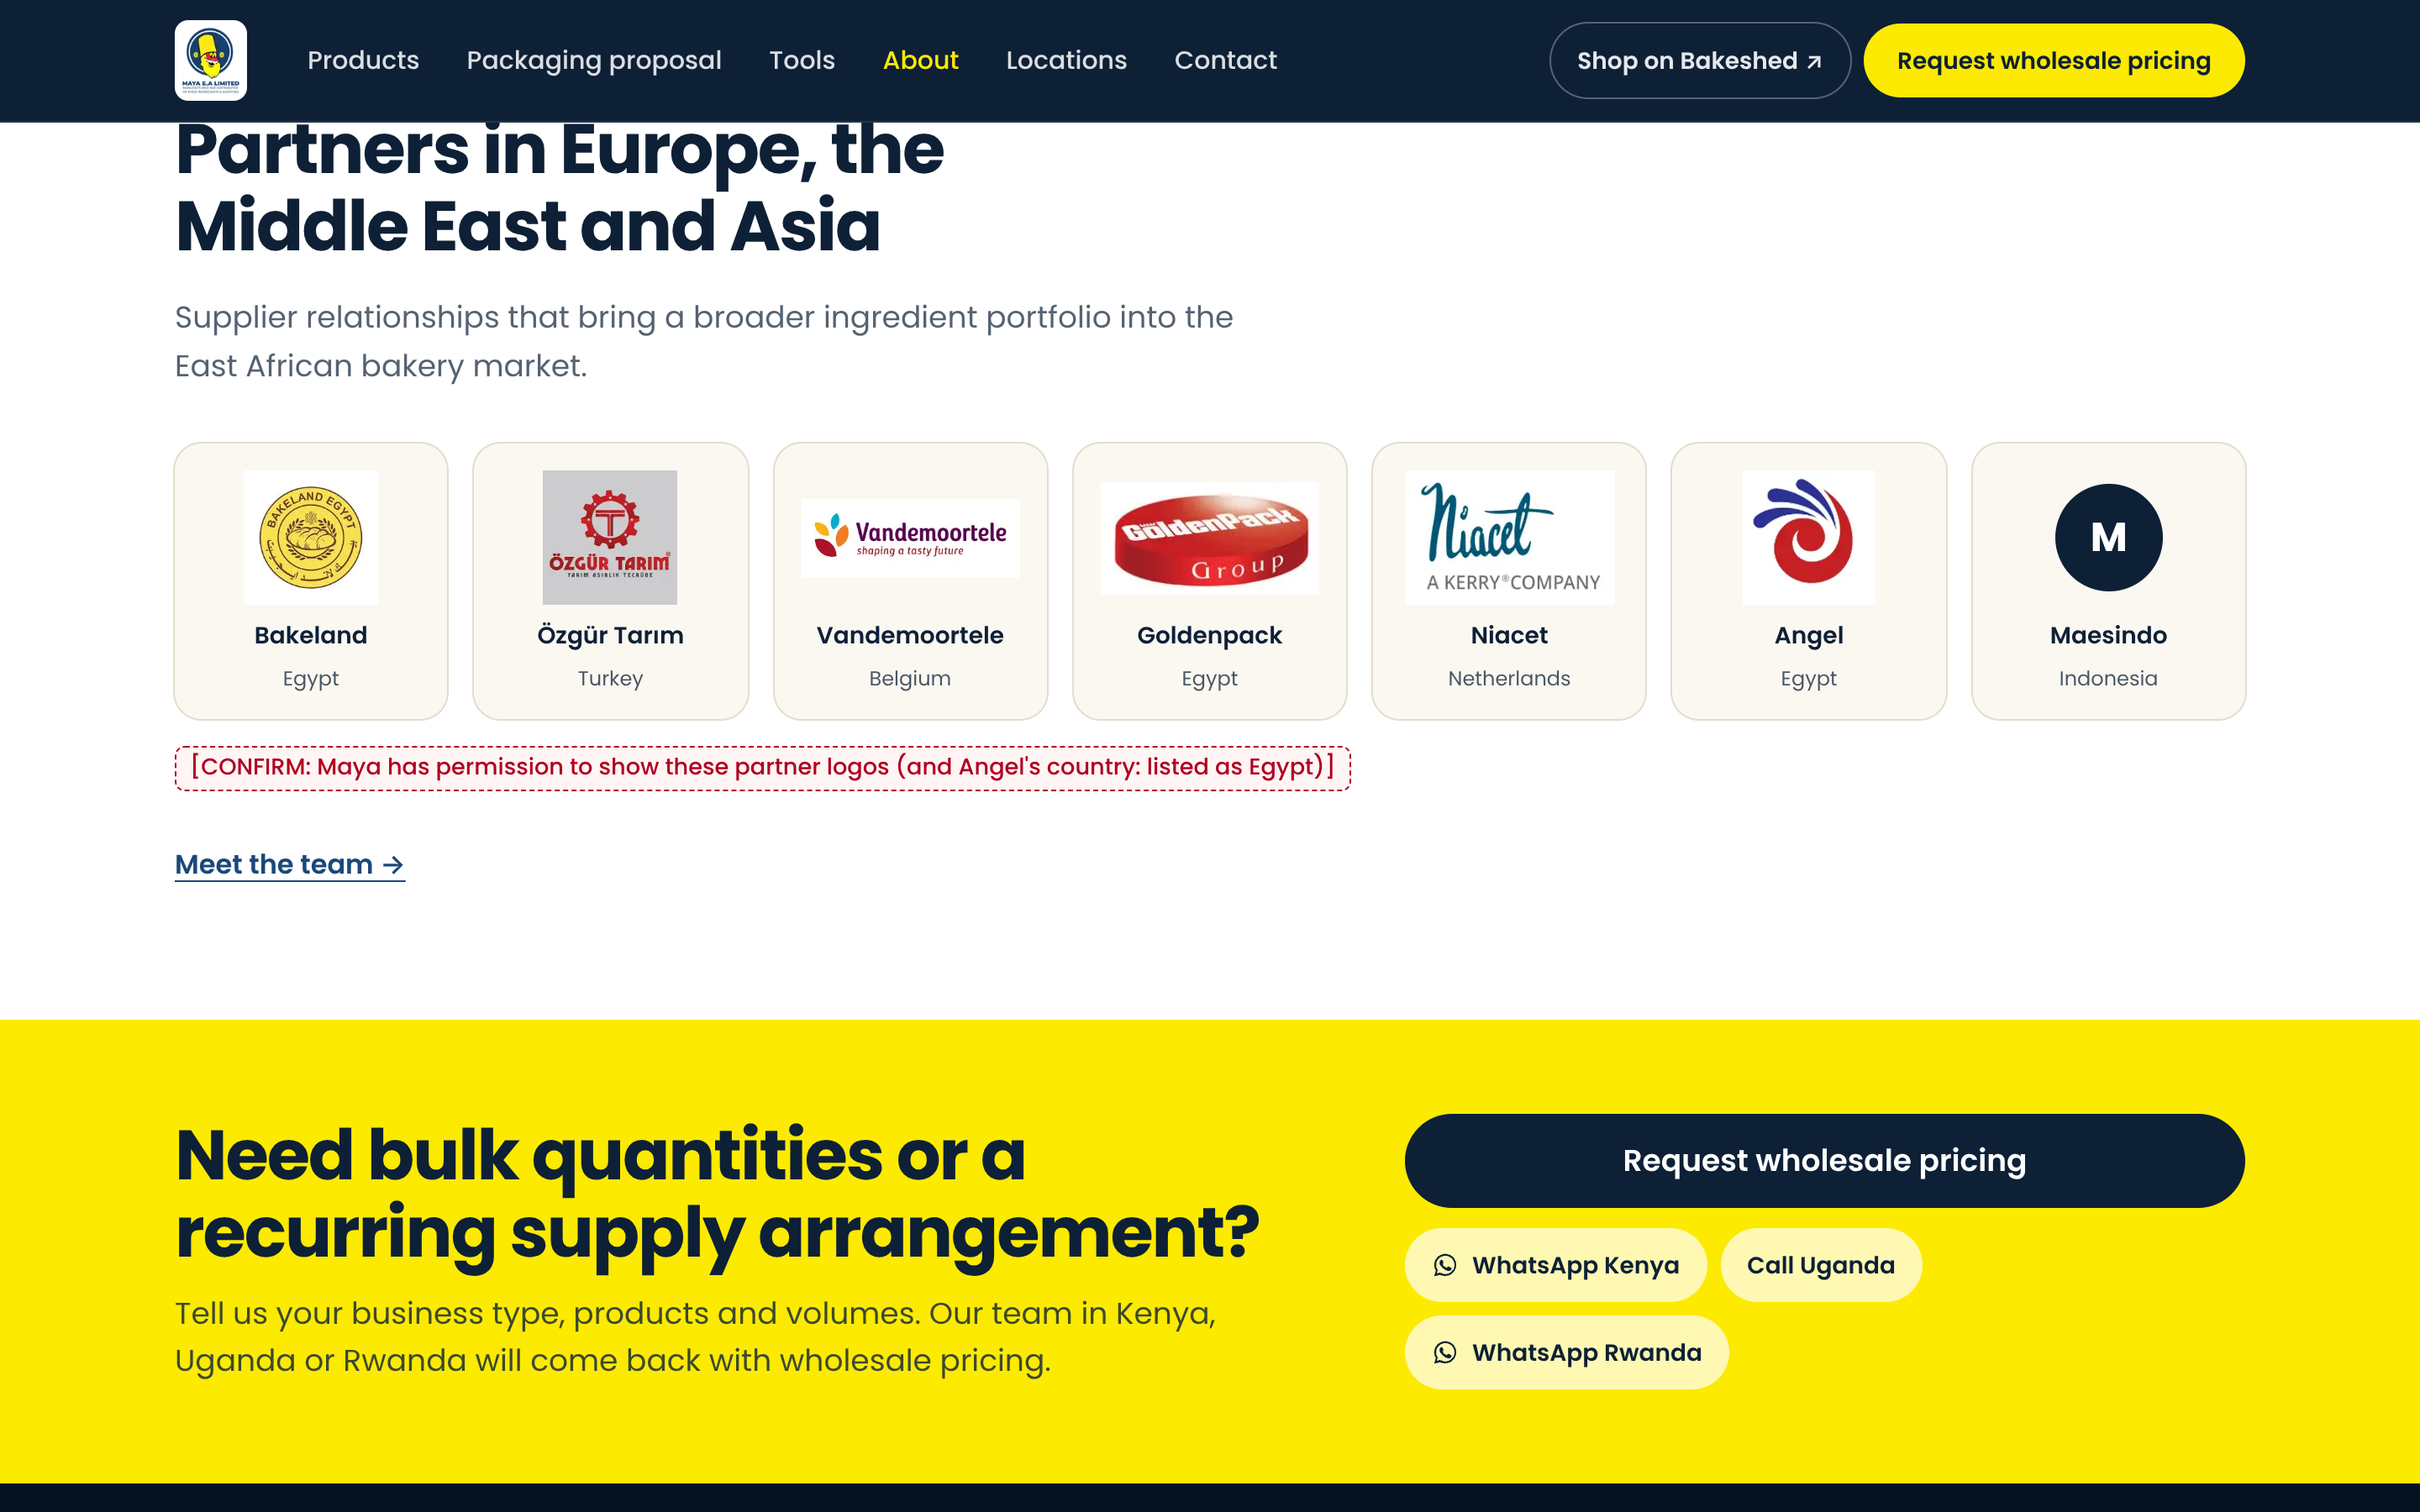 MAYA E.A LIMITED
Products
Packaging proposal
Tools
About
Locations
Contact
Shop on Bakeshed ↗
Request wholesale pricing
Partners in Europe, the
Middle East and Asia
Supplier relationships that bring a broader ingredient portfolio into the
East African bakery market.
BAKELAND EGYPT
Bakeland
Egypt
T
ÖZGÜR TARIM®
TARIM ASIRLIK TECRÜBE
Özgür Tarım
Turkey
Vandemoortele
shaping a tasty future
Vandemoortele
Belgium
GöldenPack
Group
Goldenpack
Egypt
Niacet
A KERRY® COMPANY
Niacet
Netherlands
Angel
Egypt
M
Maesindo
Indonesia
[CONFIRM: Maya has permission to show these partner logos (and Angel's country: listed as Egypt)]
Meet the team →
Need bulk quantities or a
recurring supply arrangement?
Tell us your business type, products and volumes. Our team in Kenya,
Uganda or Rwanda will come back with wholesale pricing.
Request wholesale pricing
WhatsApp Kenya
Call Uganda
WhatsApp Rwanda